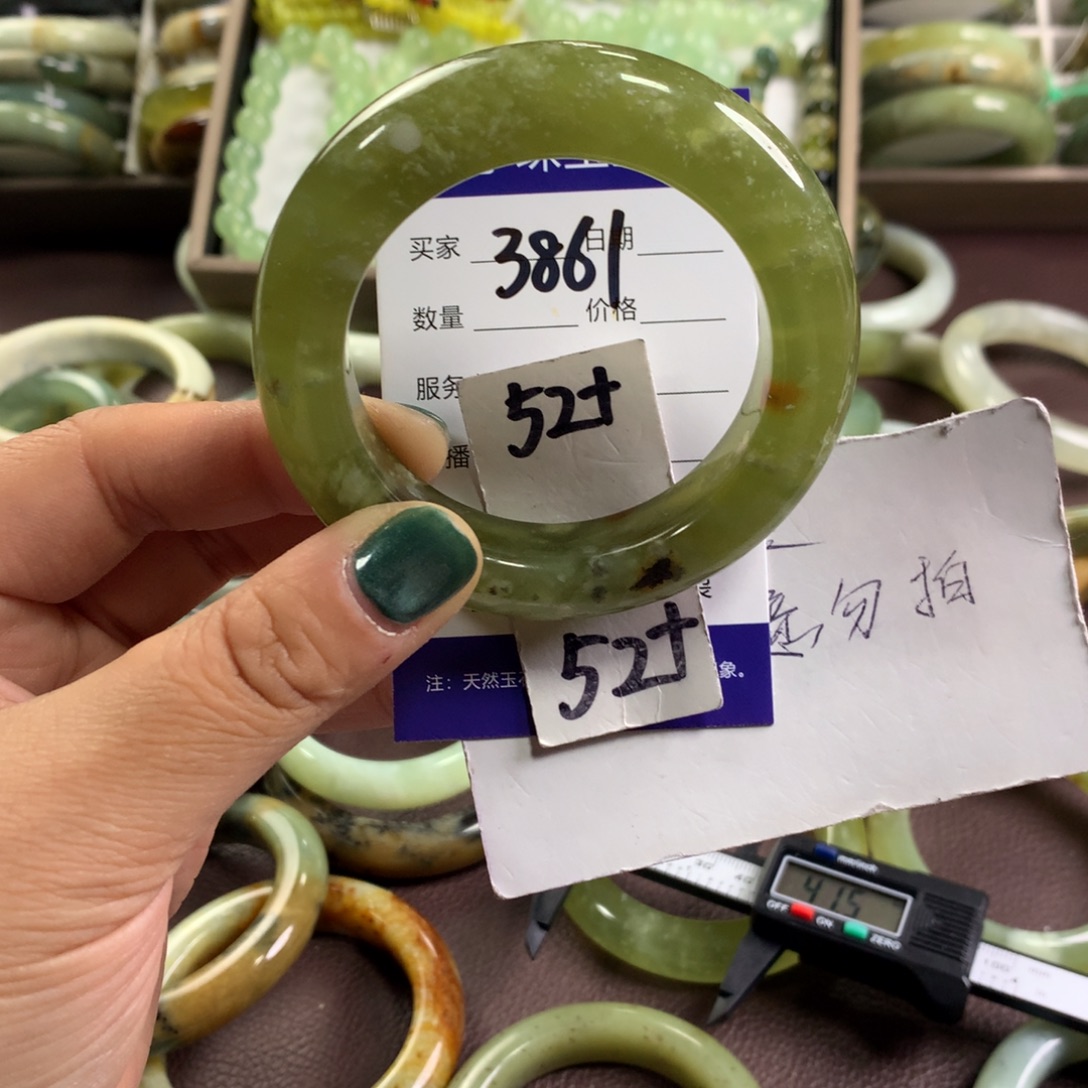 买家 3861 日期
数量 价格
服务
52+
播
52+
注：天然玉 象。
意勿拍
415
OFF ON ZERO